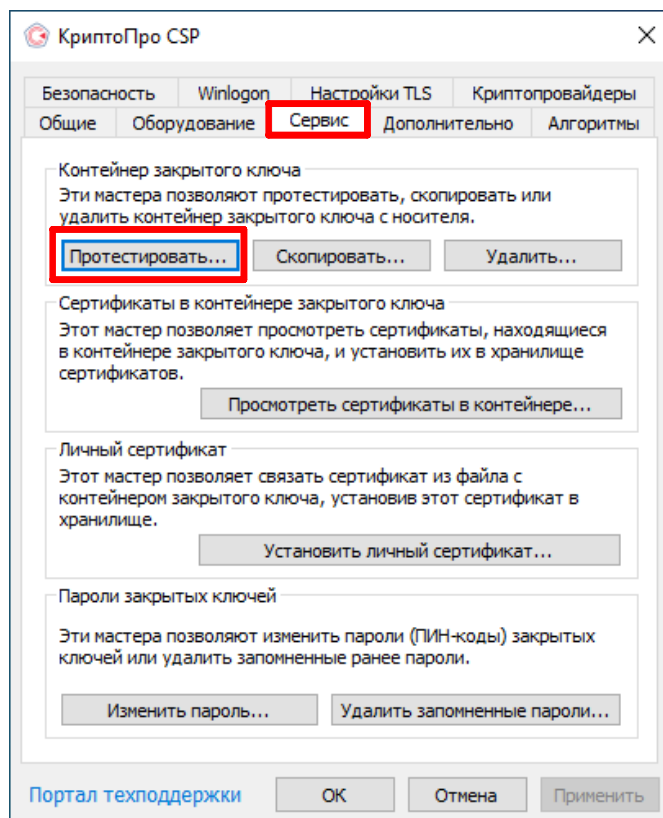 КриптоПро CSP
Безопасность Winlogon Настройки TLS Криптопровайдеры
Общие Оборудование Сервис Дополнительно Алгоритмы
Контейнер закрытого ключа
Эти мастера позволяют протестировать, скопировать или
удалить контейнер закрытого ключа с носителя.
Протестировать... Скопировать... Удалить...
Сертификаты в контейнере закрытого ключа
Этот мастер позволяет просмотреть сертификаты, находящиеся
в контейнере закрытого ключа, и установить их в хранилище
сертификатов.
Просмотреть сертификаты в контейнере...
Личный сертификат
Этот мастер позволяет связать сертификат из файла с
контейнером закрытого ключа, установив этот сертификат в
хранилище.
Установить личный сертификат...
Пароли закрытых ключей
Эти мастера позволяют изменить пароли (ПИН-коды) закрытых
ключей или удалить запомненные ранее пароли.
Изменить пароль... Удалить запомненные пароли...
Портал техподдержки ОК Отмена Применить